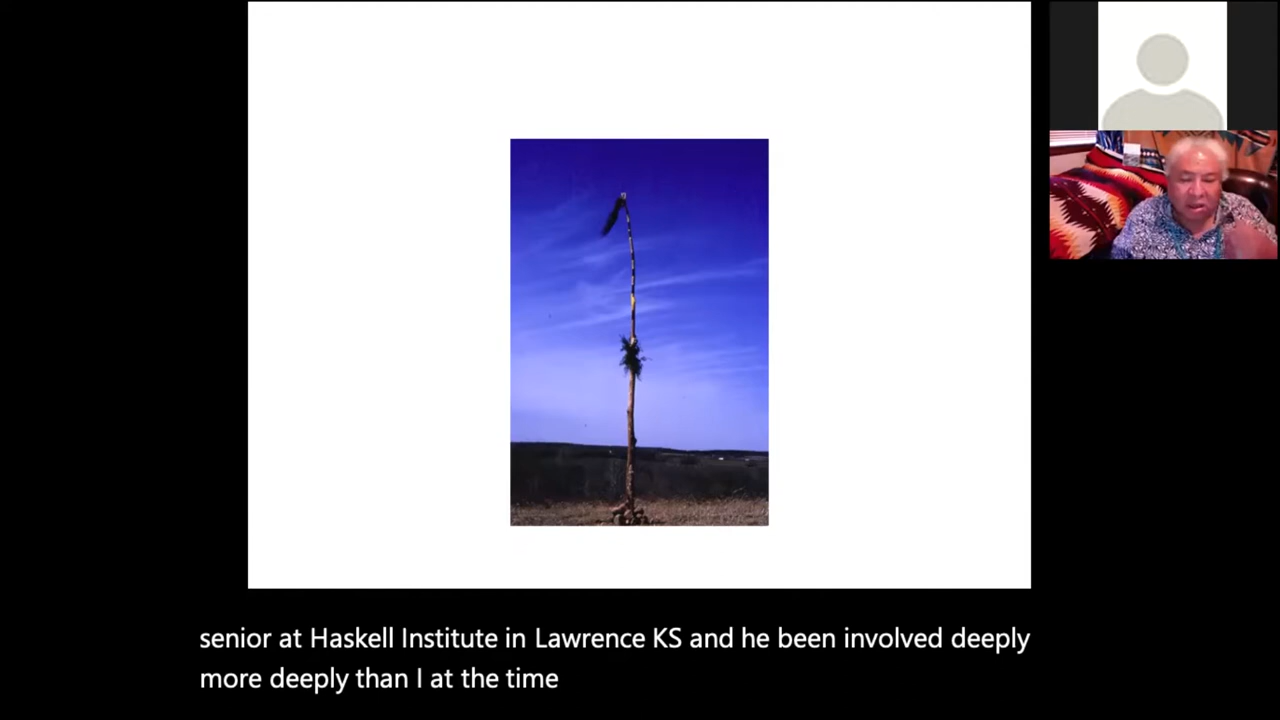 senior at Haskell Institute in Lawrence KS and he been involved deeply
more deeply than I at the time